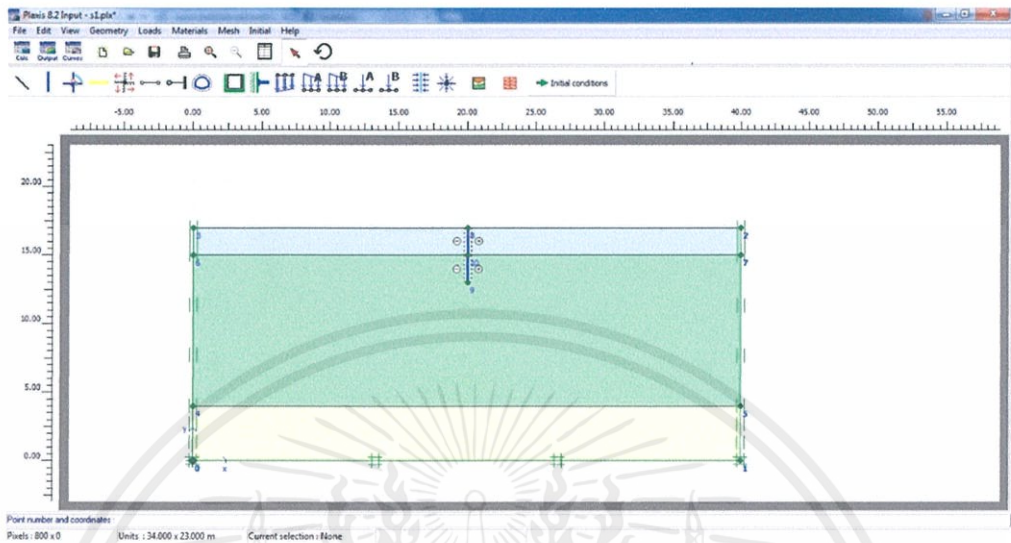 Plaxis 8.2 Input - s1.plx*
File Edit View Geometry Loads Materials Mesh Initial Help
Calc Output Curves
A B A B Initial conditions
-5.00 0.00 5.00 10.00 15.00 20.00 25.00 30.00 35.00 40.00 45.00 50.00 55.00
20.00
3 8 2
15.00
6 10 7
9
10.00
5.00
4 5
y
0.00
0 x 1
Point number and coordinates
Pixels : 800 x 0 Units : 34.000 x 23.000 m Current selection : None